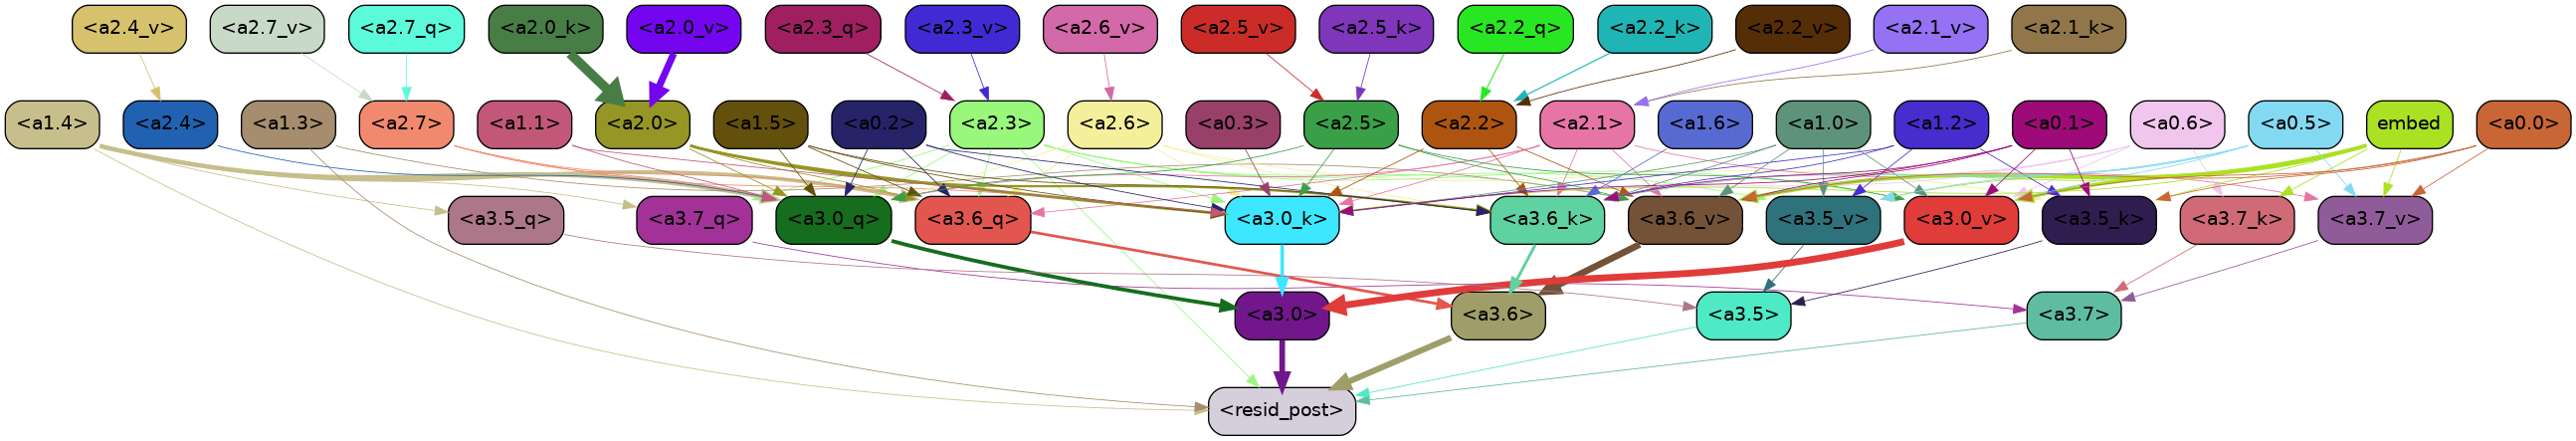 <a2.4_v> <a2.7_v> <a2.7_q> <a2.0_k> <a2.0_v> <a2.3_q> <a2.3_v> <a2.6_v> <a2.5_v> <a2.5_k> <a2.2_q> <a2.2_k> <a2.2_v> <a2.1_v> <a2.1_k>
<a1.4> <a2.4> <a1.3> <a2.7> <a1.1> <a2.0> <a1.5> <a0.2> <a2.3> <a2.6> <a0.3> <a2.5> <a2.2> <a2.1> <a1.6> <a1.0> <a1.2> <a0.1> <a0.6> <a0.5> embed <a0.0>
<a3.5_q> <a3.7_q> <a3.0_q> <a3.6_q> <a3.0_k> <a3.6_k> <a3.6_v> <a3.5_v> <a3.0_v> <a3.5_k> <a3.7_k> <a3.7_v>
<a3.0> <a3.6> <a3.5> <a3.7>
<resid_post>